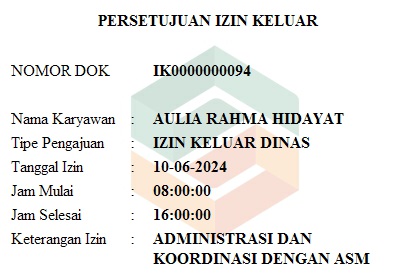 PERSETUJUAN IZIN KELUAR
NOMOR DOK IK0000000094
Nama Karyawan : AULIA RAHMA HIDAYAT
Tipe Pengajuan : IZIN KELUAR DINAS
Tanggal Izin : 10-06-2024
Jam Mulai : 08:00:00
Jam Selesai : 16:00:00
Keterangan Izin : ADMINISTRASI DAN
KOORDINASI DENGAN ASM